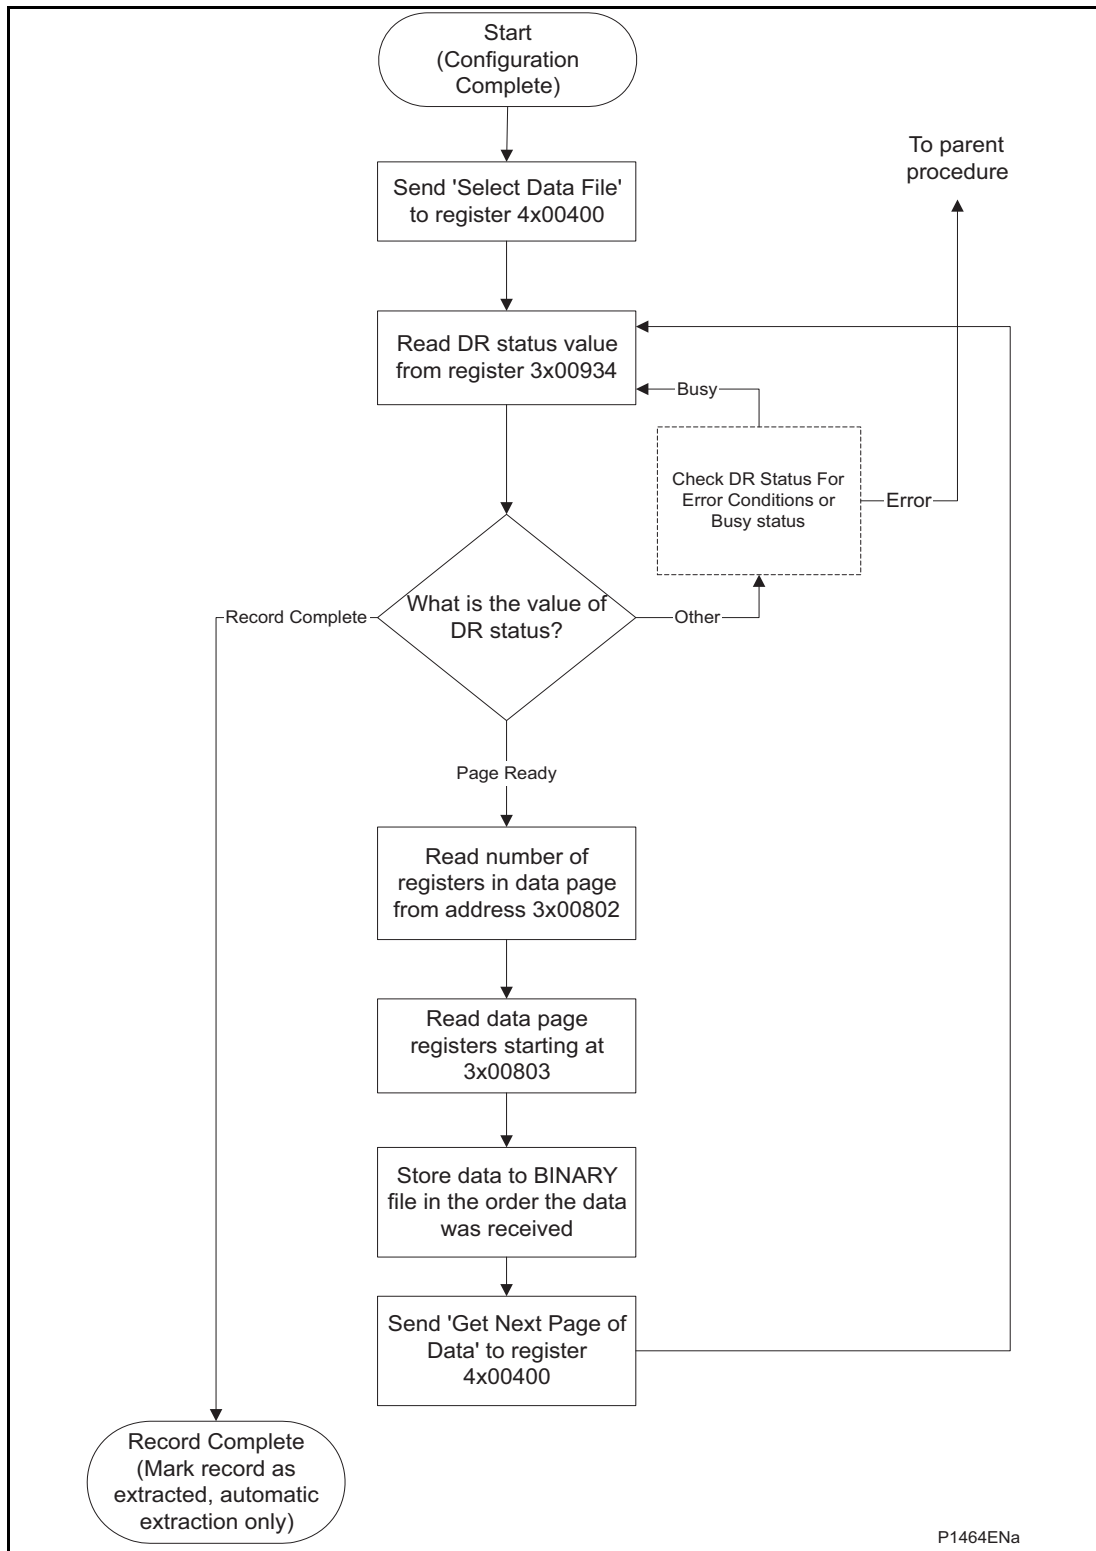 Start
(Configuration
Complete)
To parent
procedure
Send 'Select Data File'
to register 4x00400
Read DR status value
from register 3x00934
Busy
Check DR Status For
Error Conditions or
Busy status
Error
What is the value of
DR status?
Record Complete
Other
Page Ready
Read number of
registers in data page
from address 3x00802
Read data page
registers starting at
3x00803
Store data to BINARY
file in the order the data
was received
Send 'Get Next Page of
Data' to register
4x00400
Record Complete
(Mark record as
extracted, automatic
extraction only)
P1464ENa